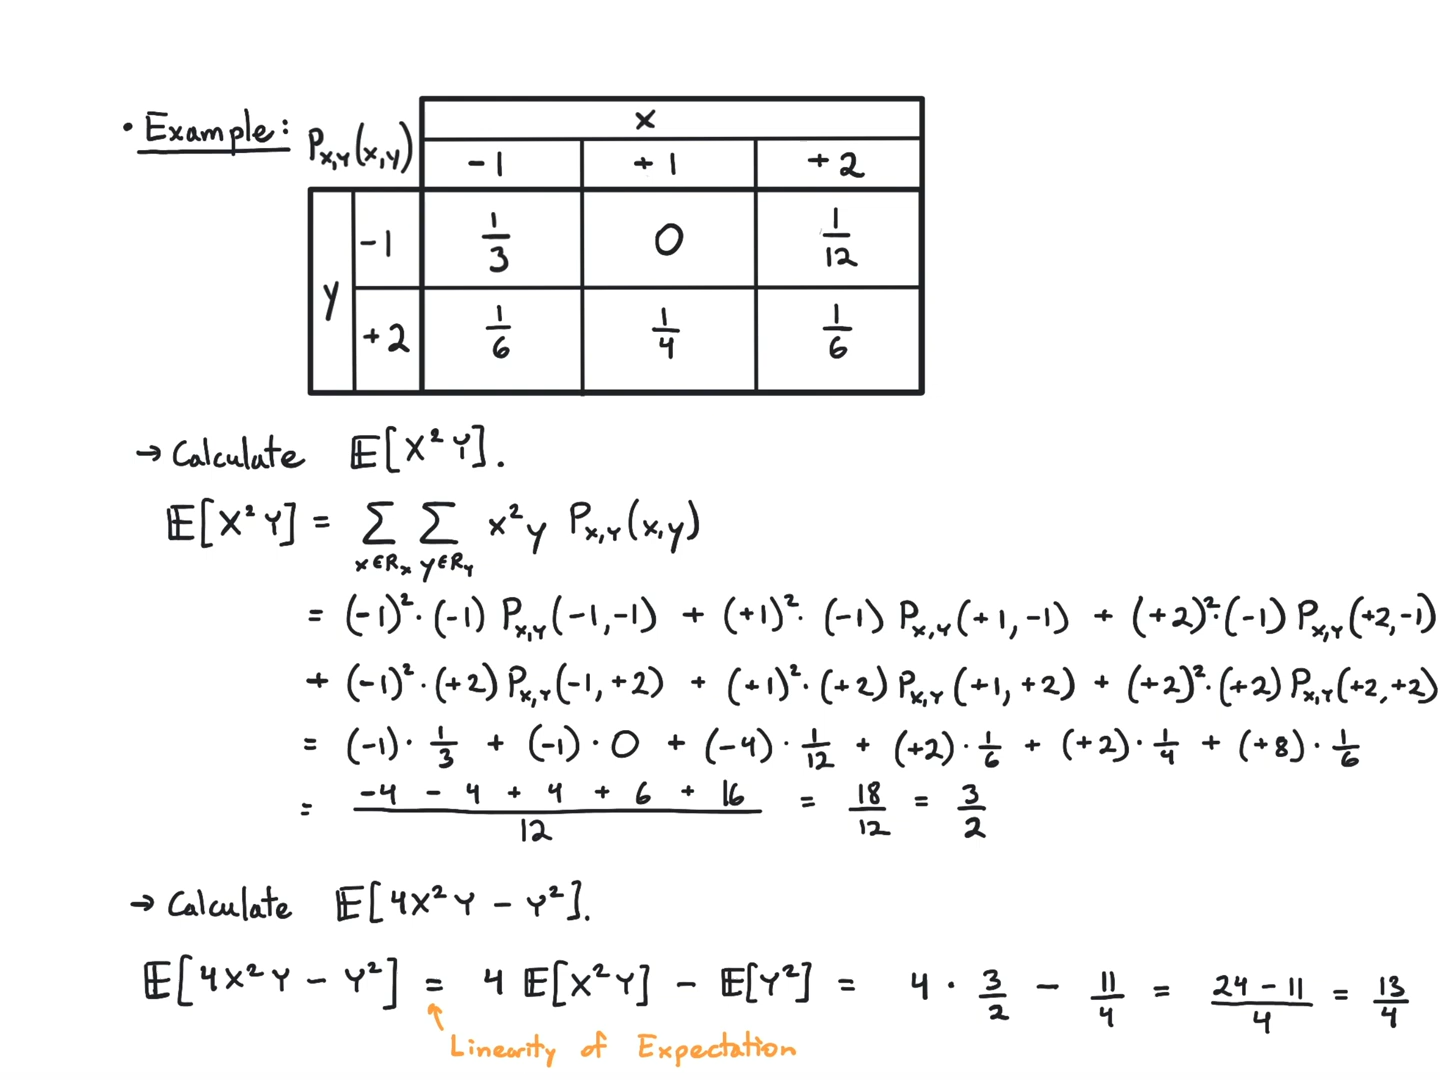 • Example: P_{X,Y}(x,y)
x
-1 +1 +2
y
-1 1/3 0 1/12
+2 1/6 1/4 1/6
→ Calculate 𝔼[X²Y].
𝔼[X²Y] = Σ_{x∈R_X} Σ_{y∈R_Y} x²y P_{X,Y}(x,y)
= (-1)²·(-1) P_{X,Y}(-1,-1) + (+1)²·(-1) P_{X,Y}(+1,-1) + (+2)²·(-1) P_{X,Y}(+2,-1)
+ (-1)²·(+2) P_{X,Y}(-1,+2) + (+1)²·(+2) P_{X,Y}(+1,+2) + (+2)²·(+2) P_{X,Y}(+2,+2)
= (-1)·1/3 + (-1)·0 + (-4)·1/12 + (+2)·1/6 + (+2)·1/4 + (+8)·1/6
= (-4 - 4 + 4 + 6 + 16)/12 = 18/12 = 3/2
→ Calculate 𝔼[4X²Y - Y²].
𝔼[4X²Y - Y²] = 4 𝔼[X²Y] - 𝔼[Y²] = 4 · 3/2 - 11/4 = (24 - 11)/4 = 13/4
Linearity of Expectation